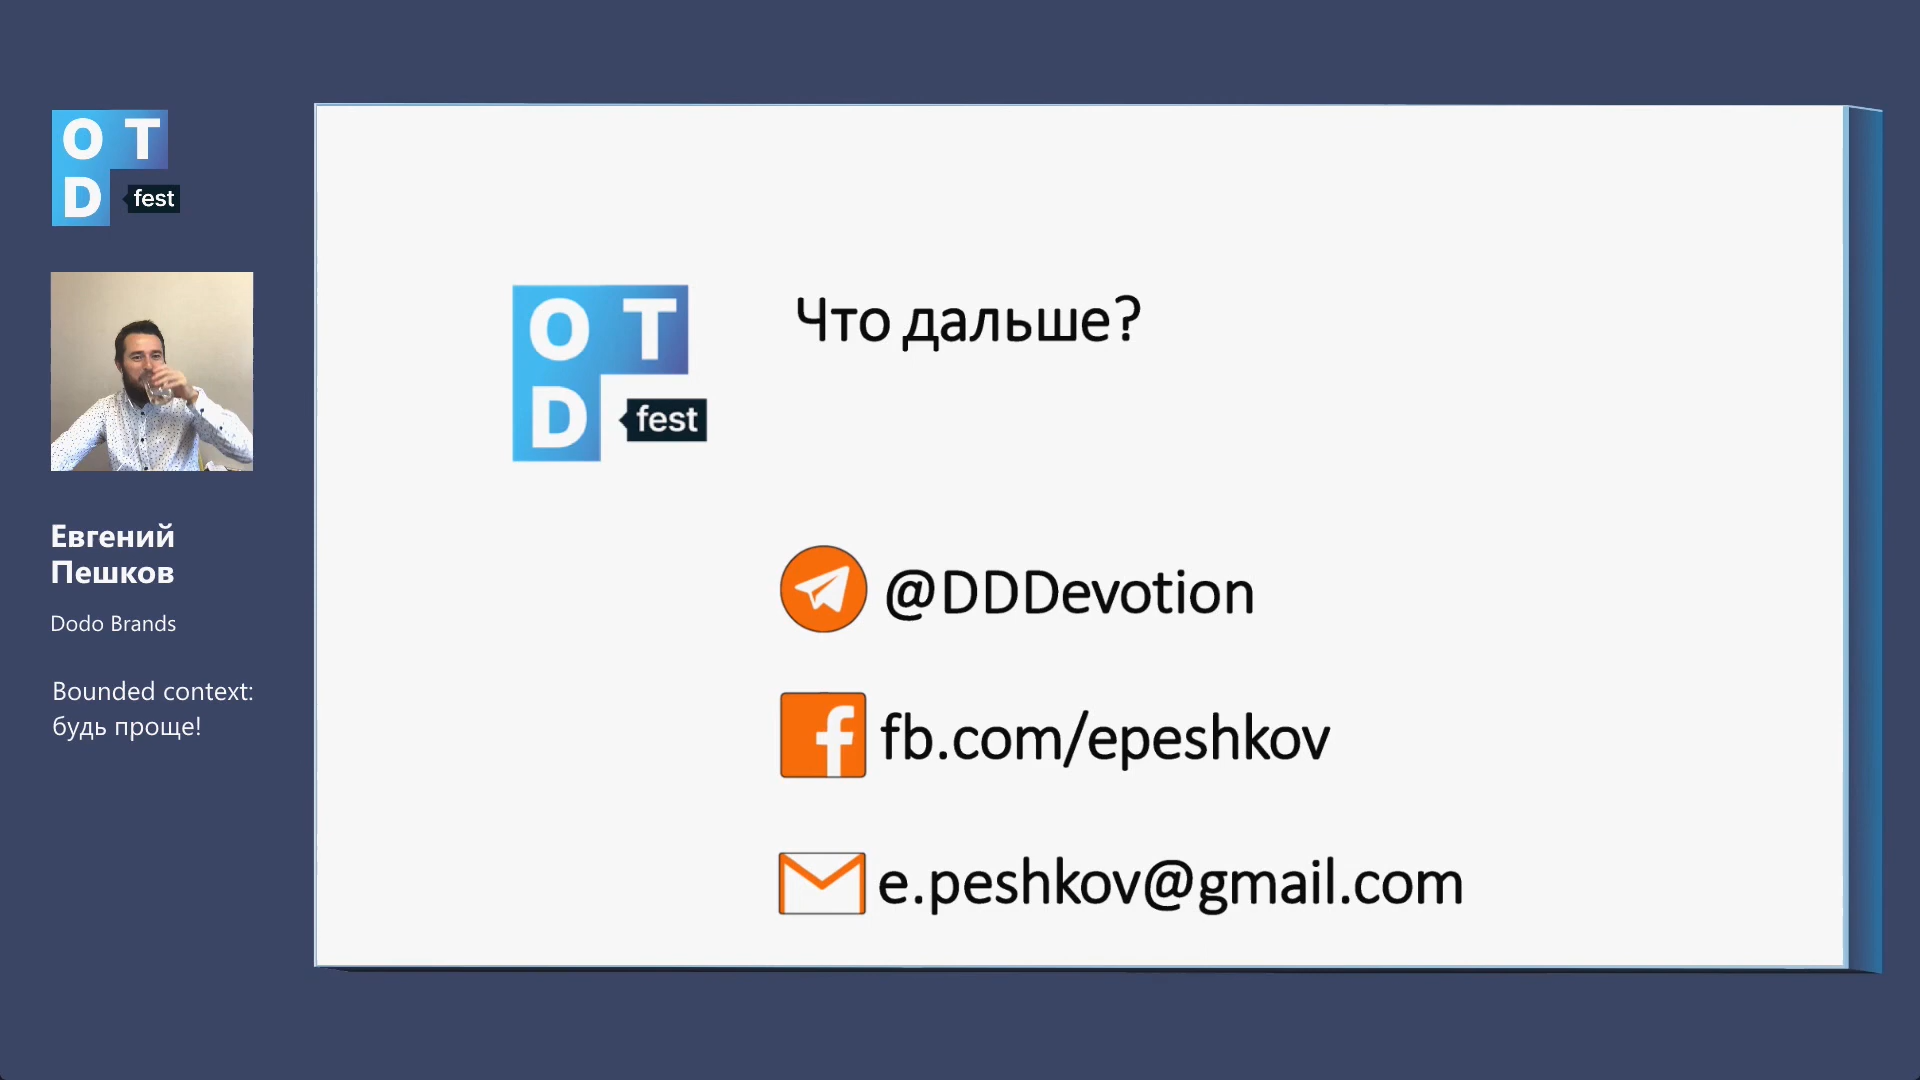 O T
D fest
Евгений
Пешков
Dodo Brands
Bounded context:
будь проще!
O T
D fest
Что дальше?
@DDDevotion
fb.com/epeshkov
e.peshkov@gmail.com